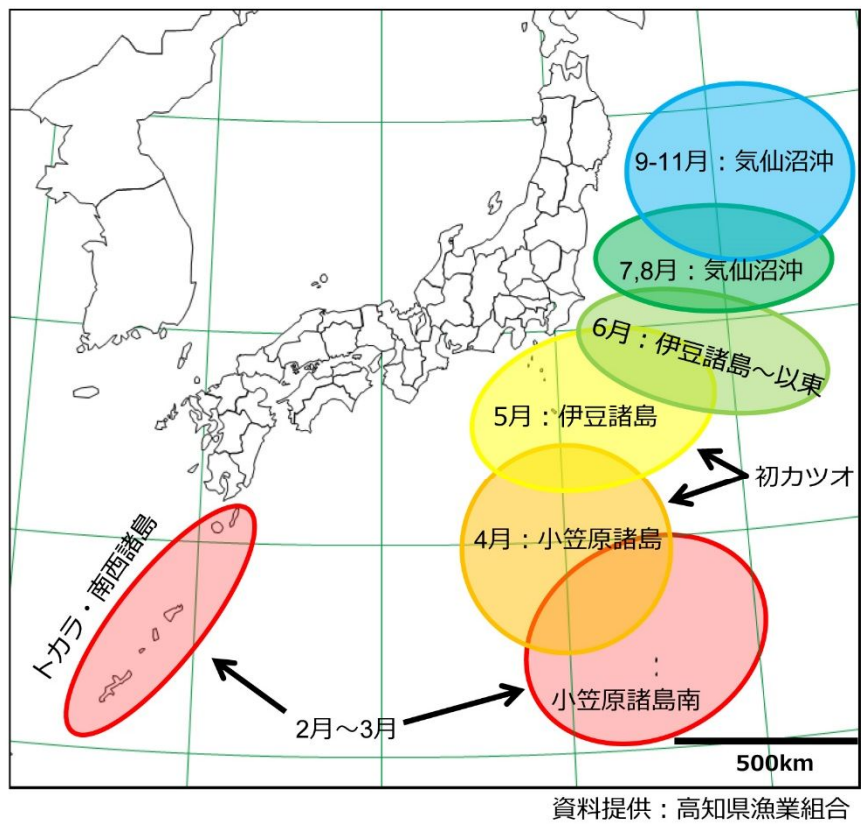 9-11月：気仙沼沖
7,8月：気仙沼沖
6月：伊豆諸島～以東
5月：伊豆諸島
初カツオ
4月：小笠原諸島
トカラ・南西諸島
小笠原諸島南
2月～3月
500km
資料提供：高知県漁業組合